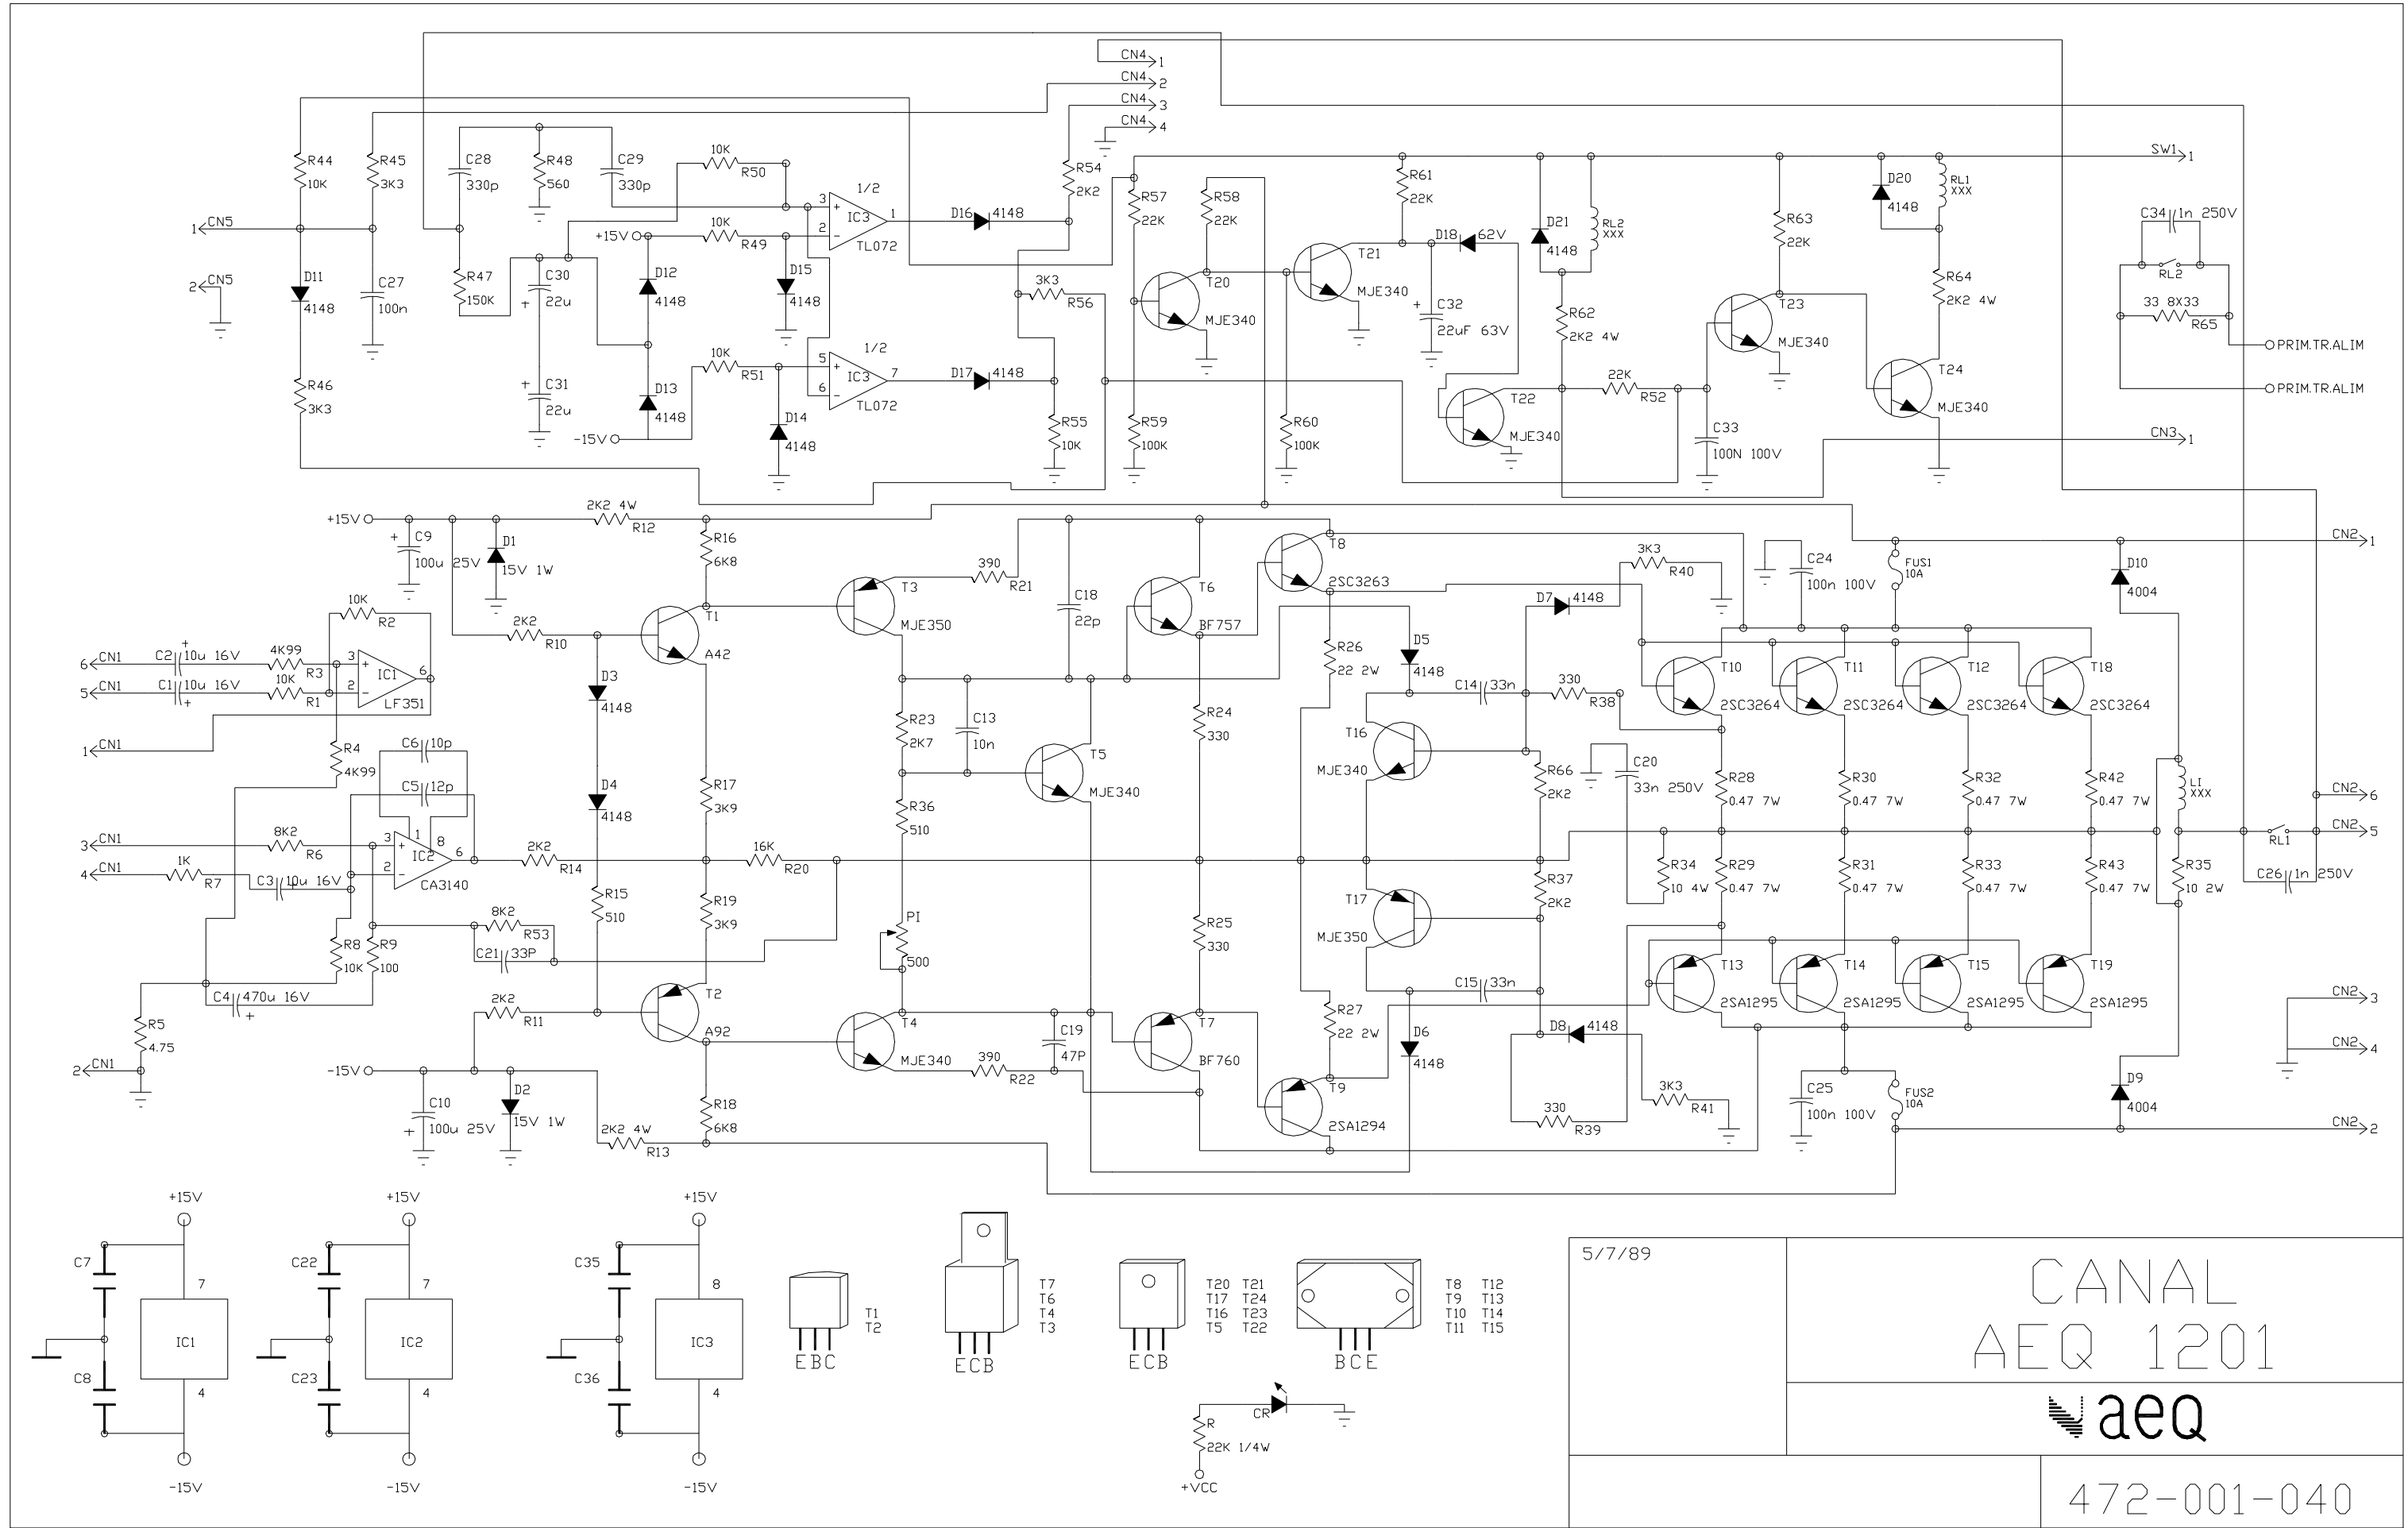 CN4 1
CN4 2
CN4 3
CN4 4
R44 10K
R45 3K3
C28 330p
R48 560
C29 330p
10K R50
1/2
3 + IC3 1
2 -
TL072
D16 4148
R54 2K2
R57 22K
R58 22K
R61 22K
D21 4148
RL2 XXX
R63 22K
D20 4148
RL1 XXX
SW1 1
C34 1n 250V
RL2
33 8X33
R65
PRIM.TR.ALIM
PRIM.TR.ALIM
1 CN5
2 CN5
D11 4148
C27 100n
R46 3K3
R47 150K
+ C30 22u
+ C31 22u
+15V
10K R49
D12 4148
D15 4148
D13 4148
-15V
10K R51
D14 4148
1/2
5 + IC3 7
6 -
TL072
D17 4148
3K3 R56
R55 10K
T20 MJE340
T21 MJE340
D18 62V
+ C32 22uF 63V
R59 100K
R60 100K
T22 MJE340
R62 2K2 4W
22K R52
C33 100N 100V
T23 MJE340
R64 2K2 4W
T24 MJE340
CN3 1
+15V
+ C9 100u 25V
D1 15V 1W
2K2 4W R12
R16 6K8
T1 A42
2K2 R10
D3 4148
D4 4148
R15 510
R17 3K9
R19 3K9
T2 A92
2K2 R11
-15V
+ C10 100u 25V
D2 15V 1W
2K2 4W R13
R18 6K8
10K R2
6 CN1 C2 + 10u 16V 4K99 R3
5 CN1 C1 10u 16V + 10K R1
3 + IC1 6
2 -
LF351
1 CN1
R4 4K99
C6 10p
C5 12p
3 CN1 8K2 R6
4 CN1 1K R7
C3 + 10u 16V
3 + 1 8 IC2 6
2 -
CA3140
2K2 R14
16K R20
8K2 R53
C21 33P
R8 10K
R9 100
C4 470u 16V +
R5 4.75
2 CN1
T3 MJE350
390 R21
R23 2K7
C13 10n
R36 510
PI 500
T4 MJE340
390 R22
C18 22p
T5 MJE340
C19 47P
T6 BF757
R24 330
R25 330
T7 BF760
T8 2SC3263
R26 22 2W
R27 22 2W
T9 2SA1294
D5 4148
C14 33n
T16 MJE340
T17 MJE350
C15 33n
D6 4148
D7 4148
3K3 R40
330 R38
R66 2K2
R37 2K2
C20 33n 250V
R34 10 4W
D8 4148
330 R39
3K3 R41
C24 100n 100V
FUS1 10A
D10 4004
CN2 1
T10 2SC3264
T11 2SC3264
T12 2SC3264
T18 2SC3264
R28 0.47 7W
R30 0.47 7W
R32 0.47 7W
R42 0.47 7W
LI XXX
CN2 6
CN2 5
RL1
C26 1n 250V
R29 0.47 7W
R31 0.47 7W
R33 0.47 7W
R43 0.47 7W
R35 10 2W
T13 2SA1295
T14 2SA1295
T15 2SA1295
T19 2SA1295
CN2 3
CN2 4
C25 100n 100V
FUS2 10A
D9 4004
CN2 2
+15V
C7
7
IC1
C8
4
-15V
+15V
C22
7
IC2
C23
4
-15V
+15V
C35
8
IC3
C36
4
-15V
T1
T2
E B C
T7
T6
T4
T3
E C B
T20 T21
T17 T24
T16 T23
T5 T22
E C B
T8 T12
T9 T13
T10 T14
T11 T15
B C E
CR
R 22K 1/4W
+VCC
5/7/89
CANAL
AEQ 1201
aeq
472-001-040